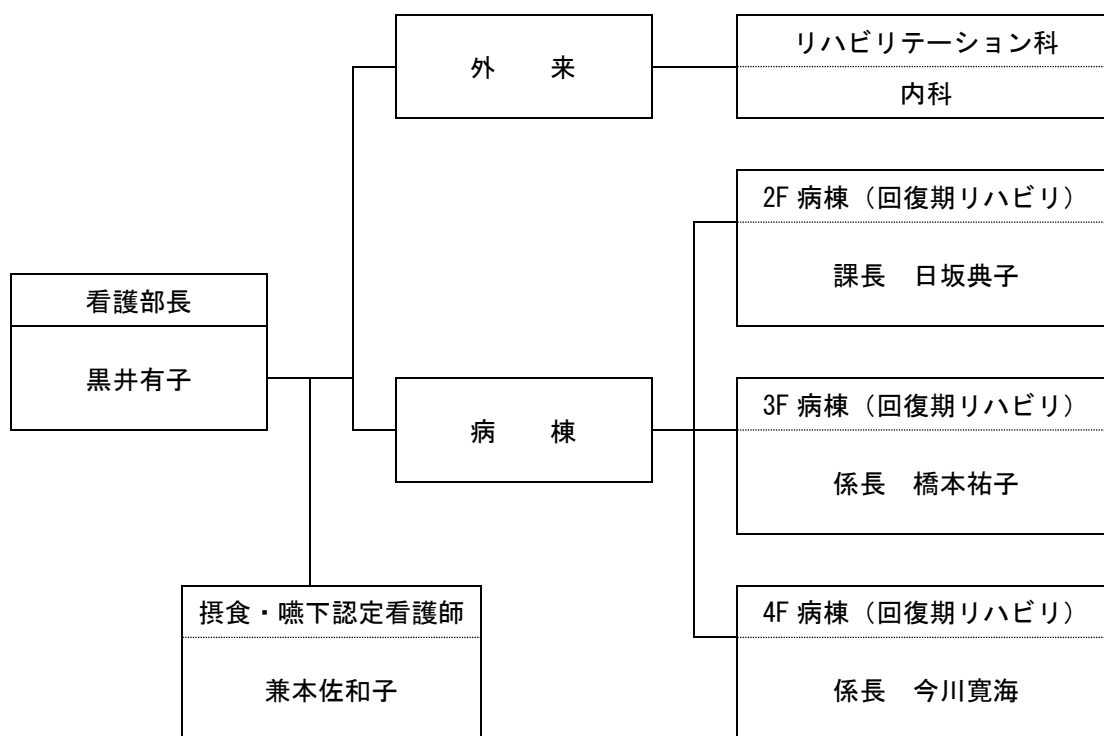 外　　来
リハビリテーション科
内科
2F 病棟（回復期リハビリ）
課長　日坂典子
看護部長
黒井有子
病　　棟
3F 病棟（回復期リハビリ）
係長　橋本祐子
摂食・嚥下認定看護師
兼本佐和子
4F 病棟（回復期リハビリ）
係長　今川寛海